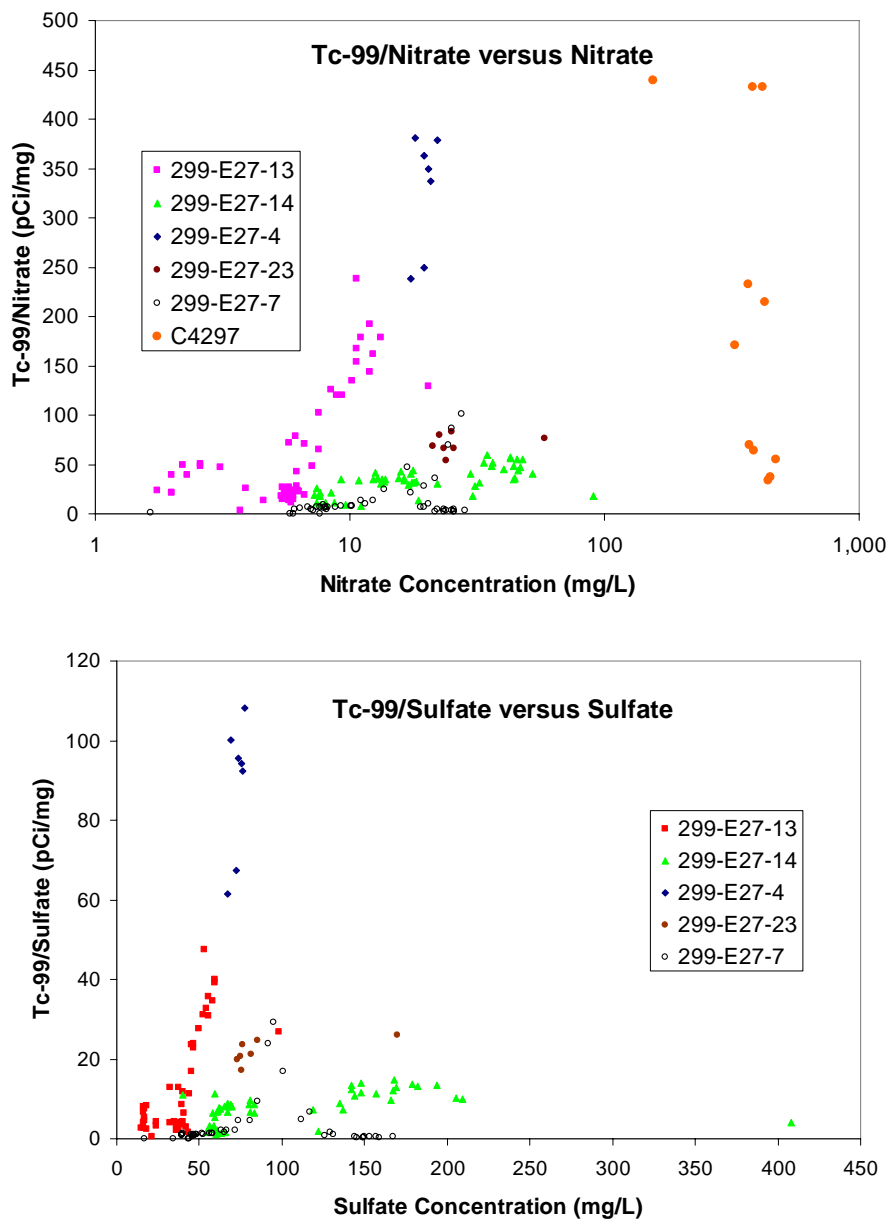 Tc-99/Nitrate versus Nitrate
500
450
400
350
300
250
200
150
100
50
0
Tc-99/Nitrate (pCi/mg)
299-E27-13
299-E27-14
299-E27-4
299-E27-23
299-E27-7
C4297
1 10 100 1,000
Nitrate Concentration (mg/L)
Tc-99/Sulfate versus Sulfate
120
100
80
60
40
20
0
Tc-99/Sulfate (pCi/mg)
299-E27-13
299-E27-14
299-E27-4
299-E27-23
299-E27-7
0 50 100 150 200 250 300 350 400 450
Sulfate Concentration (mg/L)